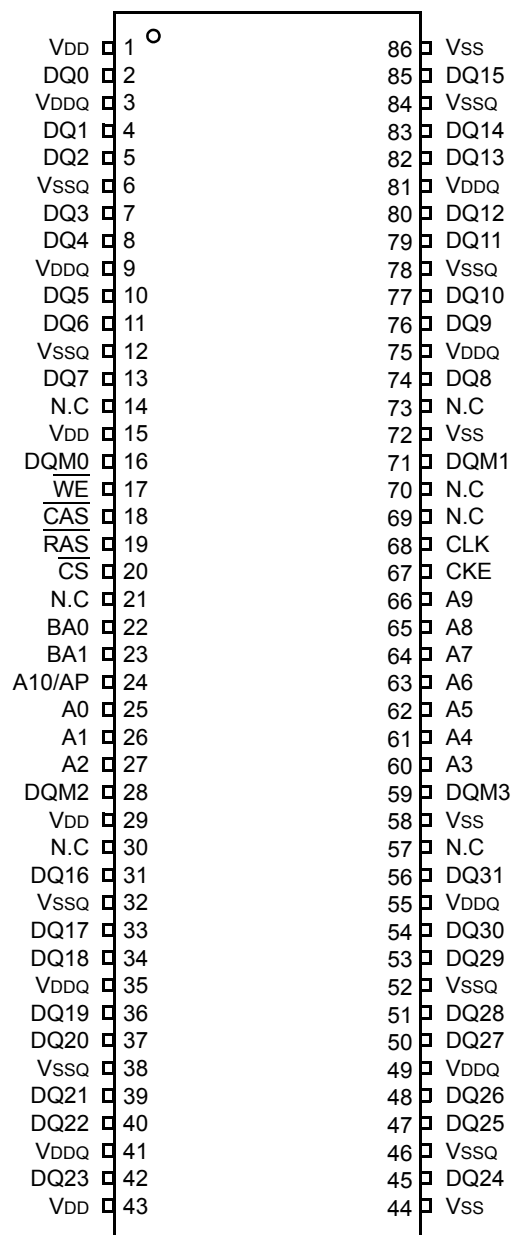 VDD 1 86 VSS
DQ0 2 85 DQ15
VDDQ 3 84 VSSQ
DQ1 4 83 DQ14
DQ2 5 82 DQ13
VSSQ 6 81 VDDQ
DQ3 7 80 DQ12
DQ4 8 79 DQ11
VDDQ 9 78 VSSQ
DQ5 10 77 DQ10
DQ6 11 76 DQ9
VSSQ 12 75 VDDQ
DQ7 13 74 DQ8
N.C 14 73 N.C
VDD 15 72 VSS
DQM0 16 71 DQM1
W̅E̅ 17 70 N.C
C̅A̅S̅ 18 69 N.C
R̅A̅S̅ 19 68 CLK
C̅S̅ 20 67 CKE
N.C 21 66 A9
BA0 22 65 A8
BA1 23 64 A7
A10/AP 24 63 A6
A0 25 62 A5
A1 26 61 A4
A2 27 60 A3
DQM2 28 59 DQM3
VDD 29 58 VSS
N.C 30 57 N.C
DQ16 31 56 DQ31
VSSQ 32 55 VDDQ
DQ17 33 54 DQ30
DQ18 34 53 DQ29
VDDQ 35 52 VSSQ
DQ19 36 51 DQ28
DQ20 37 50 DQ27
VSSQ 38 49 VDDQ
DQ21 39 48 DQ26
DQ22 40 47 DQ25
VDDQ 41 46 VSSQ
DQ23 42 45 DQ24
VDD 43 44 VSS